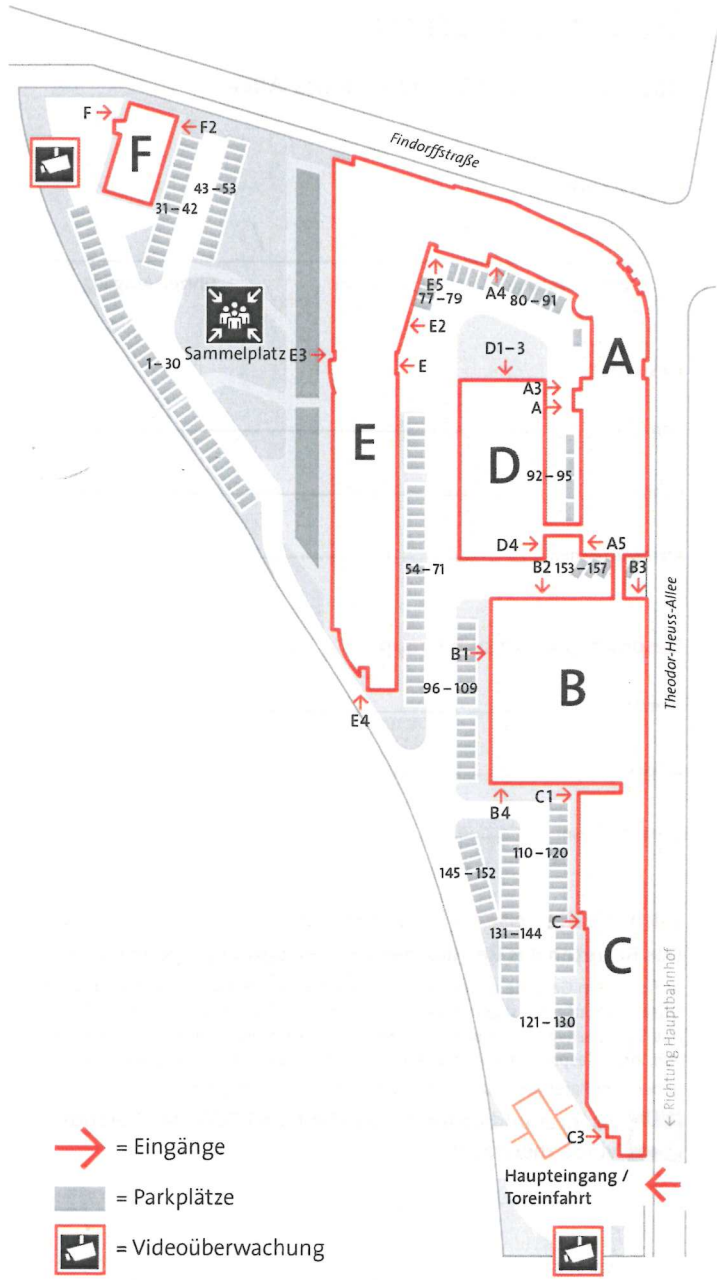 Findorffstraße
F
F2
F
43–53
31–42
E5
77–79
A4
80–91
E2
D1–3
A
Sammelplatz
E3
1–30
E
A3
A
E
D
92–95
D4
A5
54–71
B2
153–157
B3
Theodor-Heuss-Allee
B1
96–109
B
E4
C1
B4
110–120
145–152
C
131–144
C
121–130
← Richtung Hauptbahnhof
C3
= Eingänge
Haupteingang /
Toreinfahrt
= Parkplätze
= Videoüberwachung